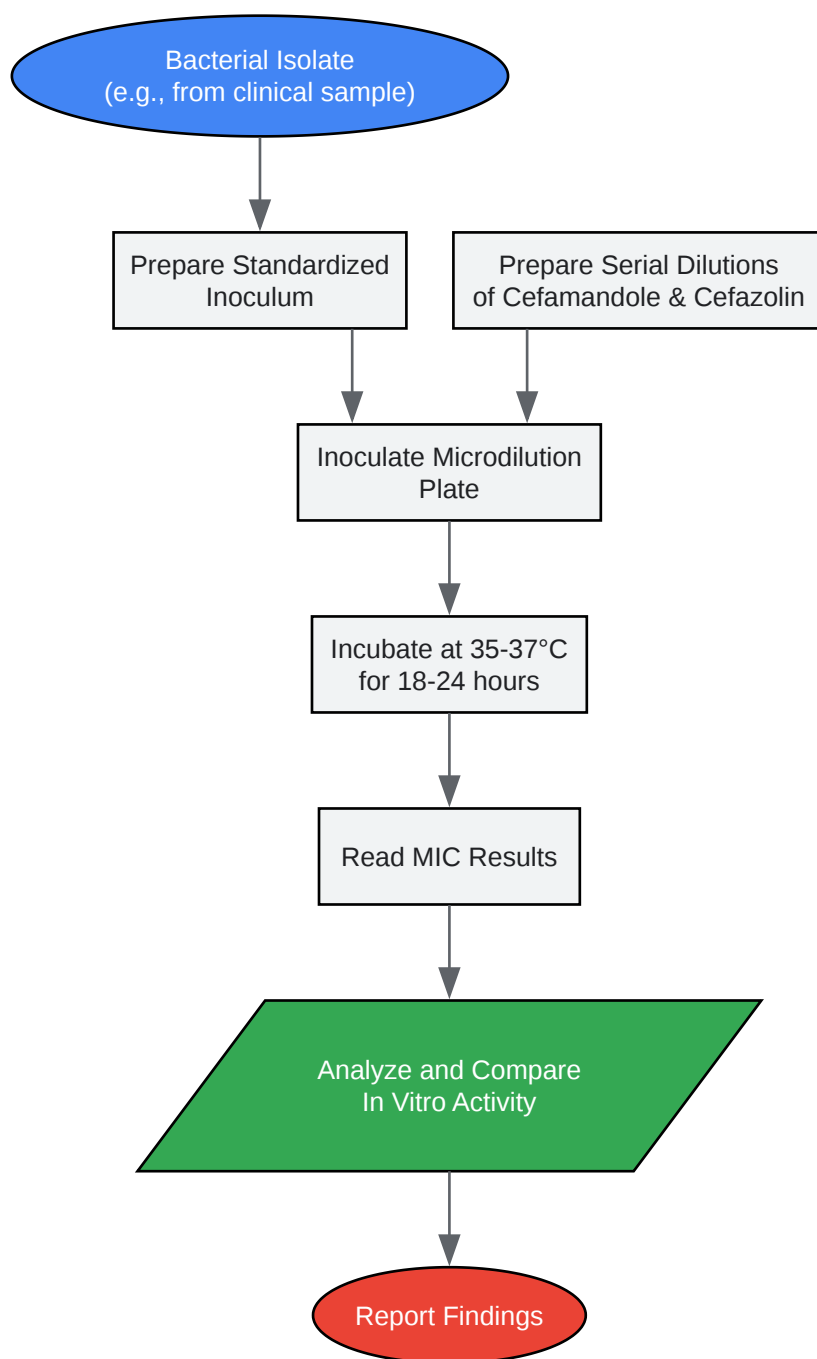 Bacterial Isolate
(e.g., from clinical sample)
Prepare Standardized
Inoculum
Prepare Serial Dilutions
of Cefamandole & Cefazolin
Inoculate Microdilution
Plate
Incubate at 35-37°C
for 18-24 hours
Read MIC Results
Analyze and Compare
In Vitro Activity
Report Findings